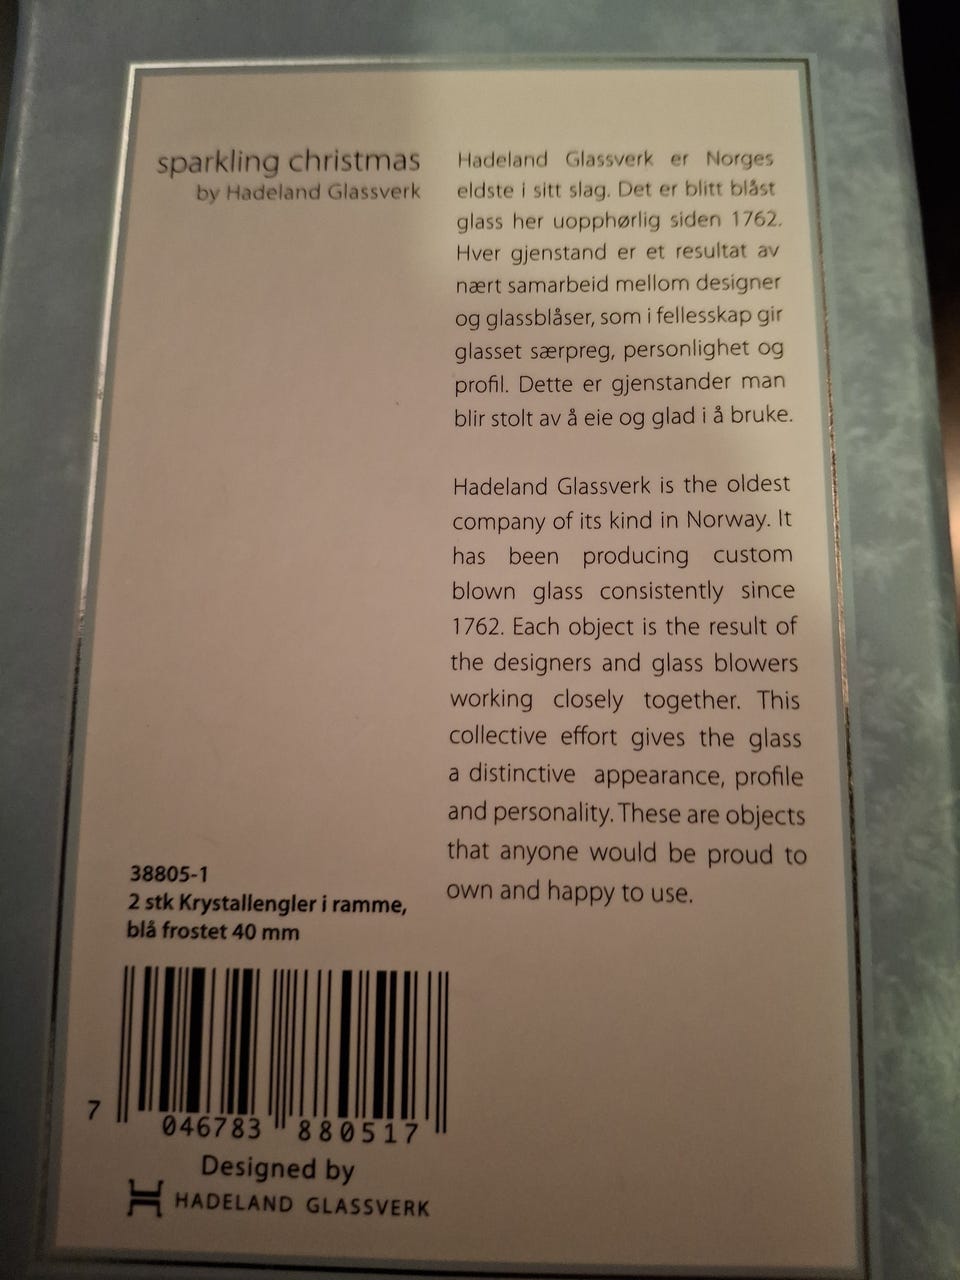 sparkling christmas
by Hadeland Glassverk
Hadeland Glassverk er Norges
eldste i sitt slag. Det er blitt blåst
glass her uopphørlig siden 1762.
Hver gjenstand er et resultat av
nært samarbeid mellom designer
og glassblåser, som i fellesskap gir
glasset særpreg, personlighet og
profil. Dette er gjenstander man
blir stolt av å eie og glad i å bruke.
Hadeland Glassverk is the oldest
company of its kind in Norway. It
has been producing custom
blown glass consistently since
1762. Each object is the result of
the designers and glass blowers
working closely together. This
collective effort gives the glass
a distinctive appearance, profile
and personality. These are objects
that anyone would be proud to
own and happy to use.
38805-1
2 stk Krystallengler i ramme,
blå frostet 40 mm
7 046783 880517
Designed by
HADELAND GLASSVERK